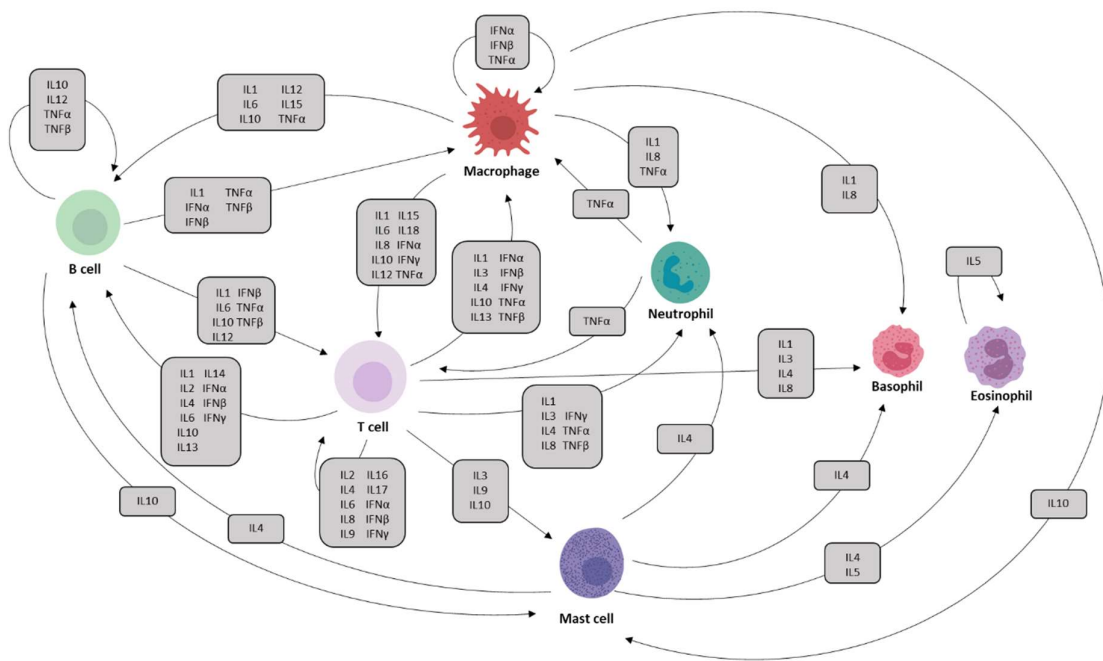 IFNα
IFNβ
TNFα
IL10
IL12
TNFα
TNFβ
IL1 IL12
IL6 IL15
IL10 TNFα
Macrophage
IL1
IL8
TNFα
IL1
IL8
IL1 TNFα
IFNα TNFβ
IFNβ
TNFα
B cell
IL1 IL15
IL6 IL18
IL8 IFNα
IL10 IFNγ
IL12 TNFα
IL1 IFNα
IL3 IFNβ
IL4 IFNγ
IL10 TNFα
IL13 TNFβ
IL5
Neutrophil
IL1 IFNβ
IL6 TNFα
IL10 TNFβ
IL12
TNFα
IL1
IL3
IL4
IL8
Basophil
Eosinophil
IL1 IL14
IL2 IFNα
IL4 IFNβ
IL6 IFNγ
IL10
IL13
T cell
IL1
IL3 IFNγ
IL4 TNFα
IL8 TNFβ
IL4
IL2 IL16
IL4 IL17
IL6 IFNα
IL8 IFNβ
IL9 IFNγ
IL3
IL9
IL10
IL4
IL10
IL10
IL4
IL4
IL5
Mast cell